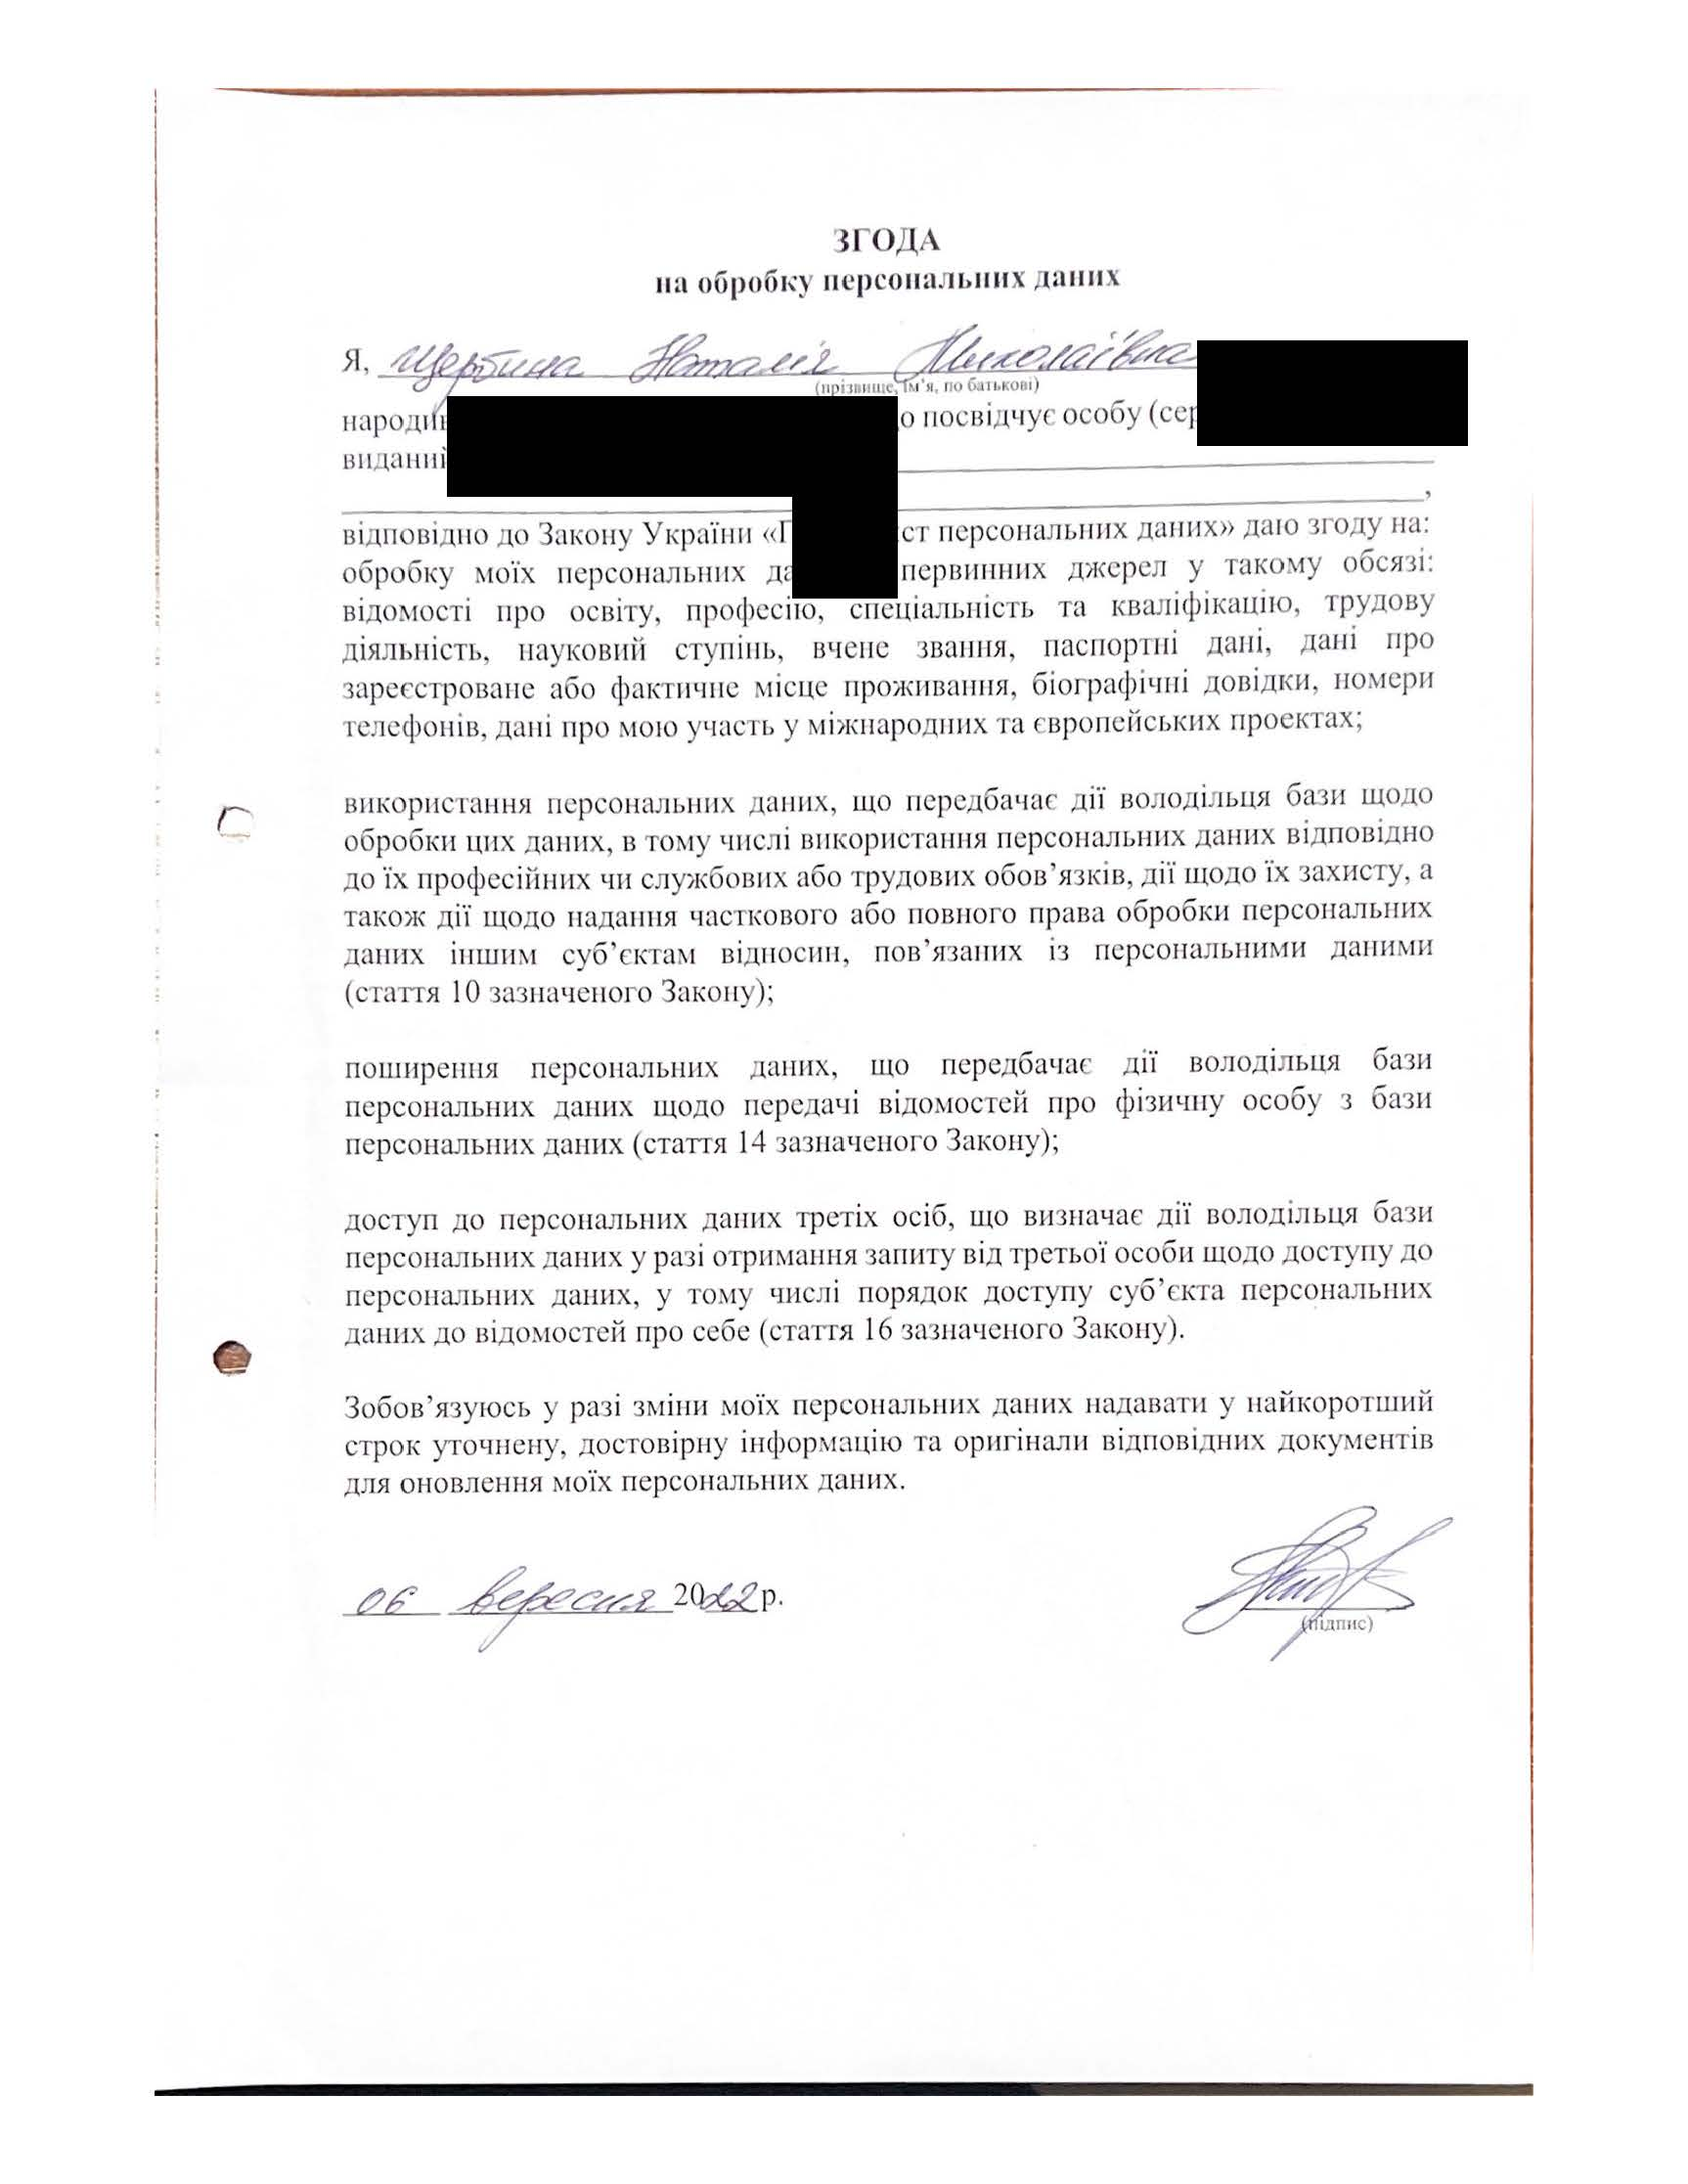 ЗГОДА
на обробку персональних даних
Я, Щербина Наталія Николаївна
(прізвище, ім’я, по батькові)
народи о посвідчує особу (сер
виданий
,
відповідно до Закону України «П ст персональних даних» даю згоду на:
обробку моїх персональних да первинних джерел у такому обсязі:
відомості про освіту, професію, спеціальність та кваліфікацію, трудову
діяльність, науковий ступінь, вчене звання, паспортні дані, дані про
зареєстроване або фактичне місце проживання, біографічні довідки, номери
телефонів, дані про мою участь у міжнародних та європейських проектах;
використання персональних даних, що передбачає дії володільця бази щодо
обробки цих даних, в тому числі використання персональних даних відповідно
до їх професійних чи службових або трудових обов’язків, дії щодо їх захисту, а
також дії щодо надання часткового або повного права обробки персональних
даних іншим суб’єктам відносин, пов’язаних із персональними даними
(стаття 10 зазначеного Закону);
поширення персональних даних, що передбачає дії володільця бази
персональних даних щодо передачі відомостей про фізичну особу з бази
персональних даних (стаття 14 зазначеного Закону);
доступ до персональних даних третіх осіб, що визначає дії володільця бази
персональних даних у разі отримання запиту від третьої особи щодо доступу до
персональних даних, у тому числі порядок доступу суб’єкта персональних
даних до відомостей про себе (стаття 16 зазначеного Закону).
Зобов’язуюсь у разі зміни моїх персональних даних надавати у найкоротший
строк уточнену, достовірну інформацію та оригінали відповідних документів
для оновлення моїх персональних даних.
06 вересня 2022 р.
(підпис)